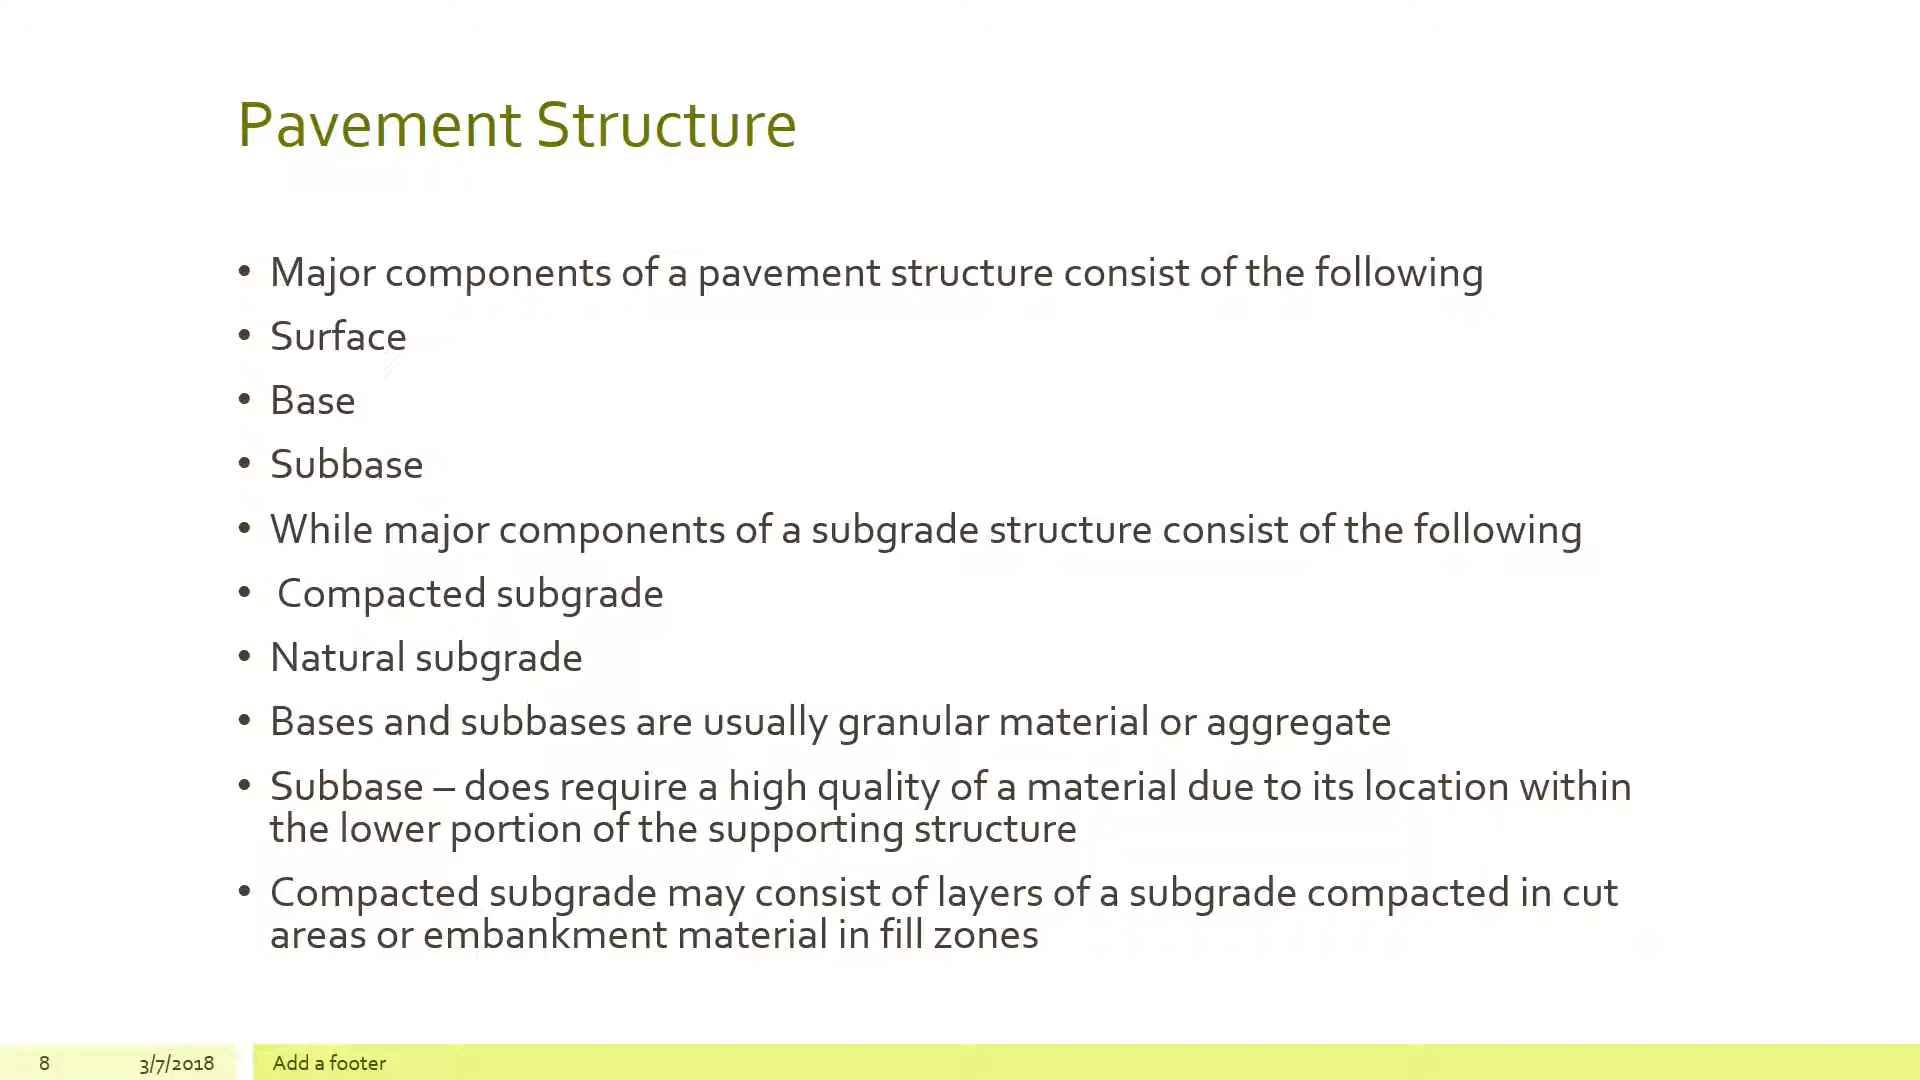 Pavement Structure
• Major components of a pavement structure consist of the following
• Surface
• Base
• Subbase
• While major components of a subgrade structure consist of the following
• Compacted subgrade
• Natural subgrade
• Bases and subbases are usually granular material or aggregate
• Subbase – does require a high quality of a material due to its location within
the lower portion of the supporting structure
• Compacted subgrade may consist of layers of a subgrade compacted in cut
areas or embankment material in fill zones
8 3/7/2018 Add a footer